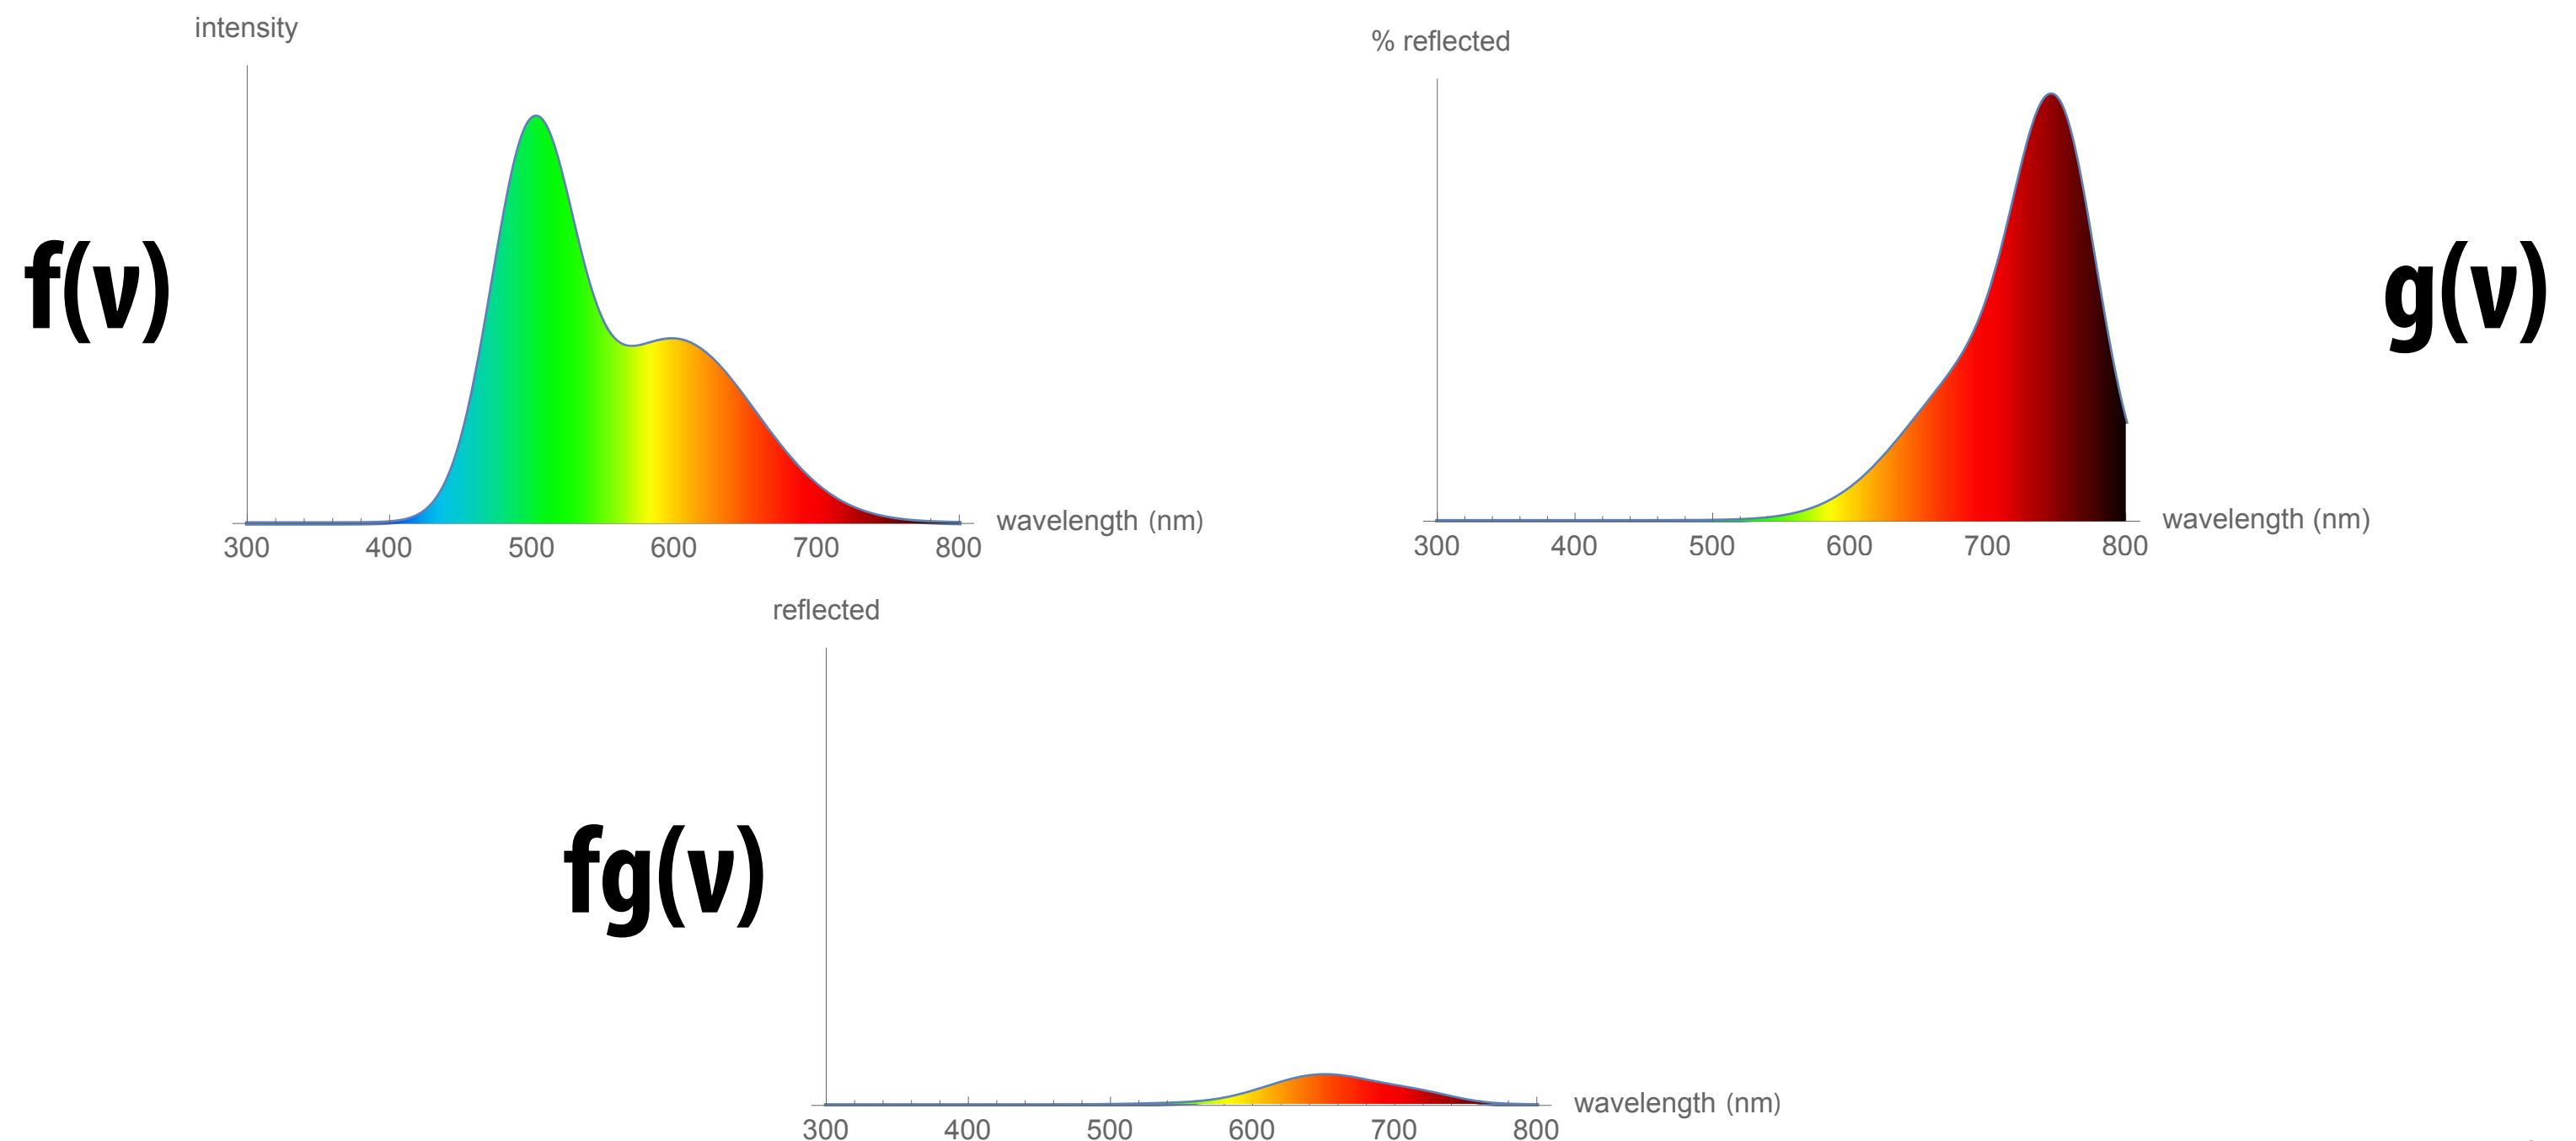 intensity
f(ν)
300 400 500 600 700 800
wavelength (nm)
% reflected
g(ν)
300 400 500 600 700 800
wavelength (nm)
reflected
fg(ν)
300 400 500 600 700 800
wavelength (nm)